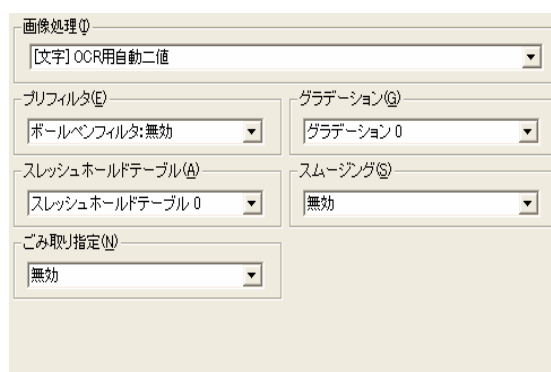 画像処理(I)
[文字] OCR用自動二値
プリフィルタ(E)
ボールペンフィルタ:無効
グラデーション(G)
グラデーション 0
スレッシュホールドテーブル(A)
スレッシュホールドテーブル 0
スムージング(S)
無効
ごみ取り指定(N)
無効